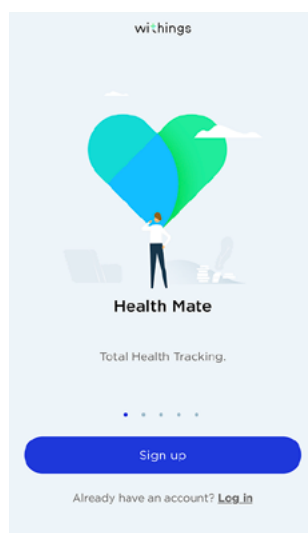 withings
Health Mate
Total Health Tracking.
Sign up
Already have an account? Log in